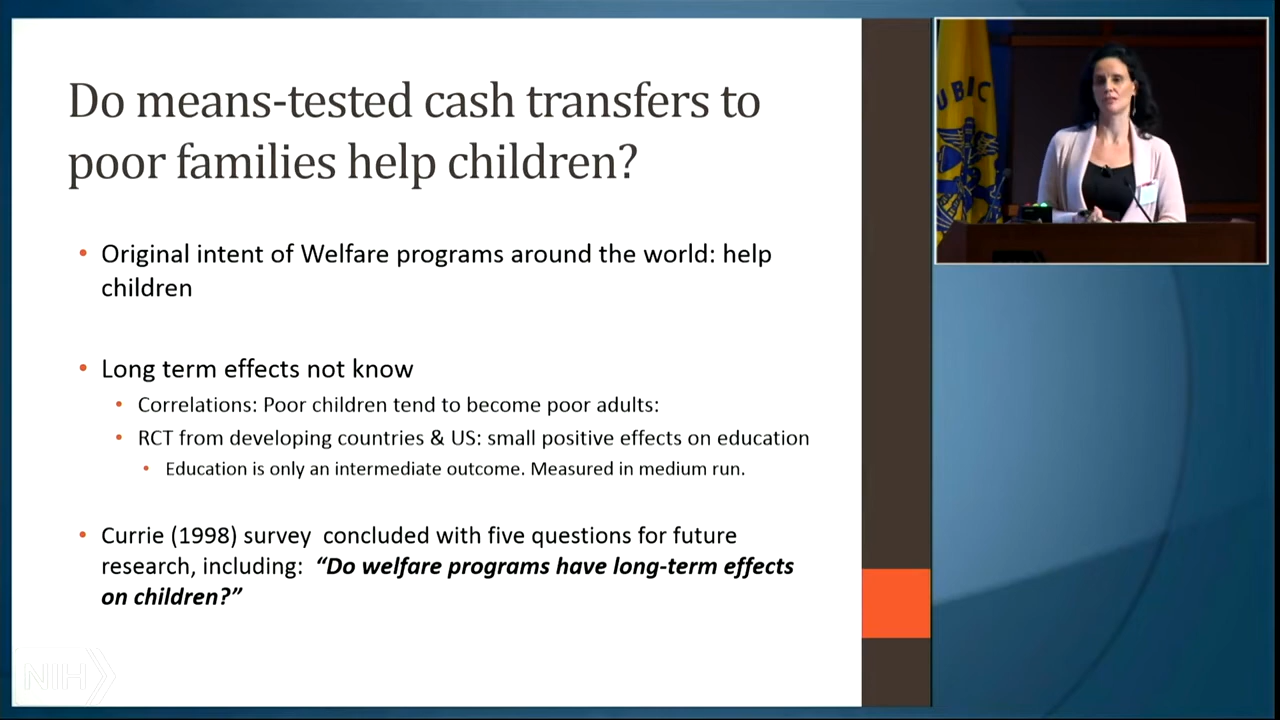 Do means-tested cash transfers to
poor families help children?
• Original intent of Welfare programs around the world: help
children
• Long term effects not know
• Correlations: Poor children tend to become poor adults:
• RCT from developing countries & US: small positive effects on education
• Education is only an intermediate outcome. Measured in medium run.
• Currie (1998) survey  concluded with five questions for future
research, including:  “Do welfare programs have long-term effects
on children?”
NIH
UBIC